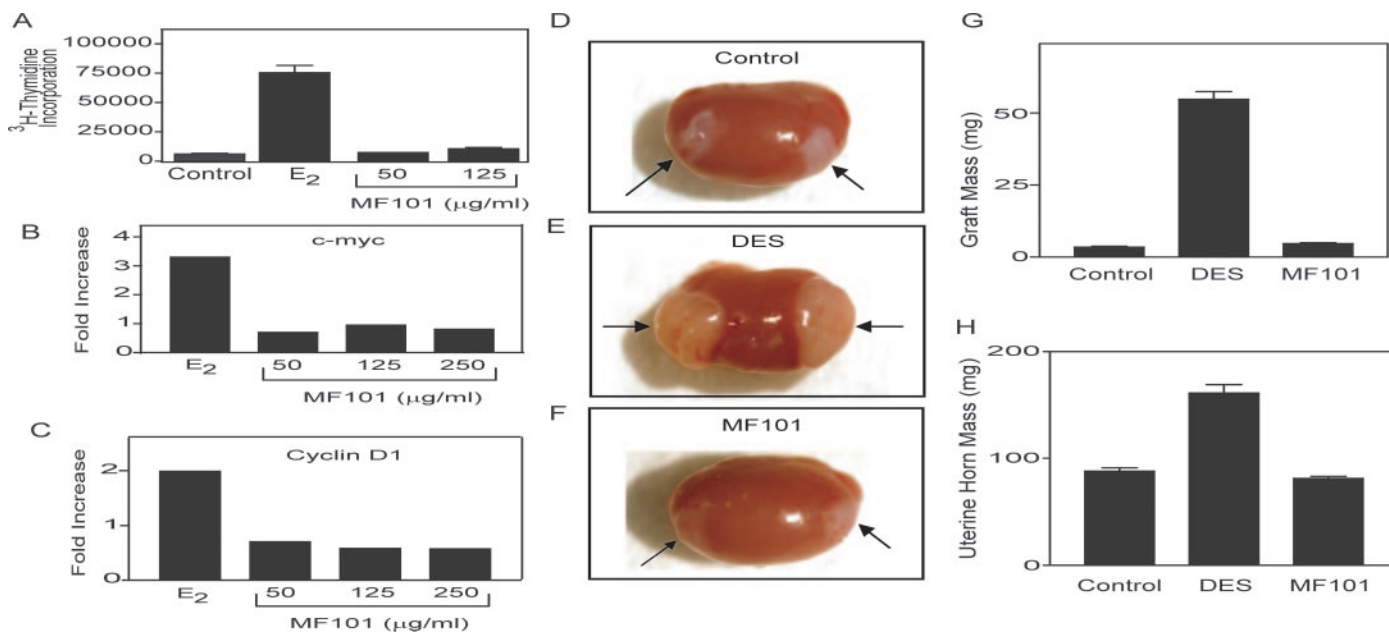 A
³H-Thymidine
Incorporation
100000
75000
50000
25000
0
Control
E₂
50
125
MF101 (μg/ml)
B
c-myc
Fold Increase
4
3
2
1
0
E₂
50
125
250
MF101 (μg/ml)
C
Cyclin D1
Fold Increase
2
1
0
E₂
50
125
250
MF101 (μg/ml)
D
Control
E
DES
F
MF101
G
Graft Mass (mg)
50
25
0
Control
DES
MF101
H
Uterine Horn Mass (mg)
200
100
0
Control
DES
MF101